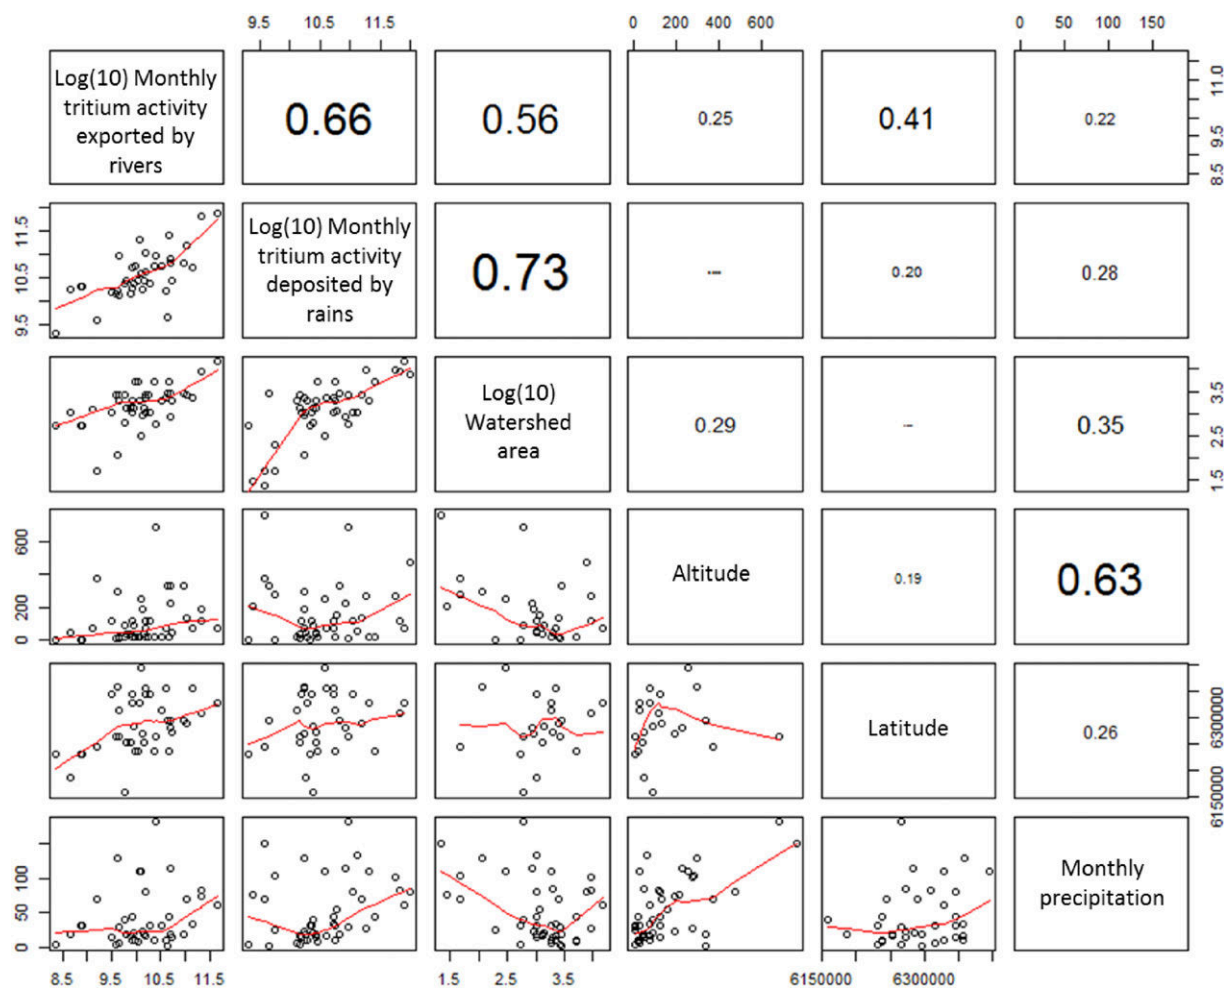 9.5 10.5 11.5 0 200 400 600 0 50 100 150
Log(10) Monthly
tritium activity
exported by
rivers
0.66 0.56 0.25 0.41 0.22
8.5 9.5 11.0
9.5 10.5 11.5
Log(10) Monthly
tritium activity
deposited by
rains
0.73 0.20 0.28
Log(10)
Watershed
area
0.29 0.35
1.5 2.5 3.5
0 200 600
Altitude
0.19 0.63
Latitude
0.26
6150000 6300000
0 50 100
Monthly
precipitation
8.5 9.5 10.5 11.5 1.5 2.5 3.5 6150000 6300000